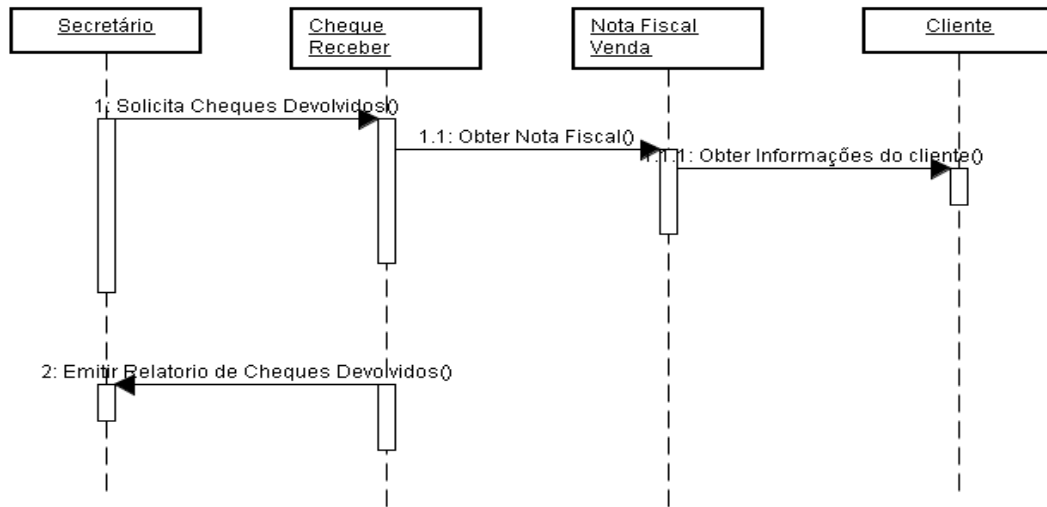 Secretário
Cheque
Receber
Nota Fiscal
Venda
Cliente
1: Solicita Cheques Devolvidos()
1.1: Obter Nota Fiscal()
1.1.1: Obter Informações do cliente()
2: Emitir Relatorio de Cheques Devolvidos()